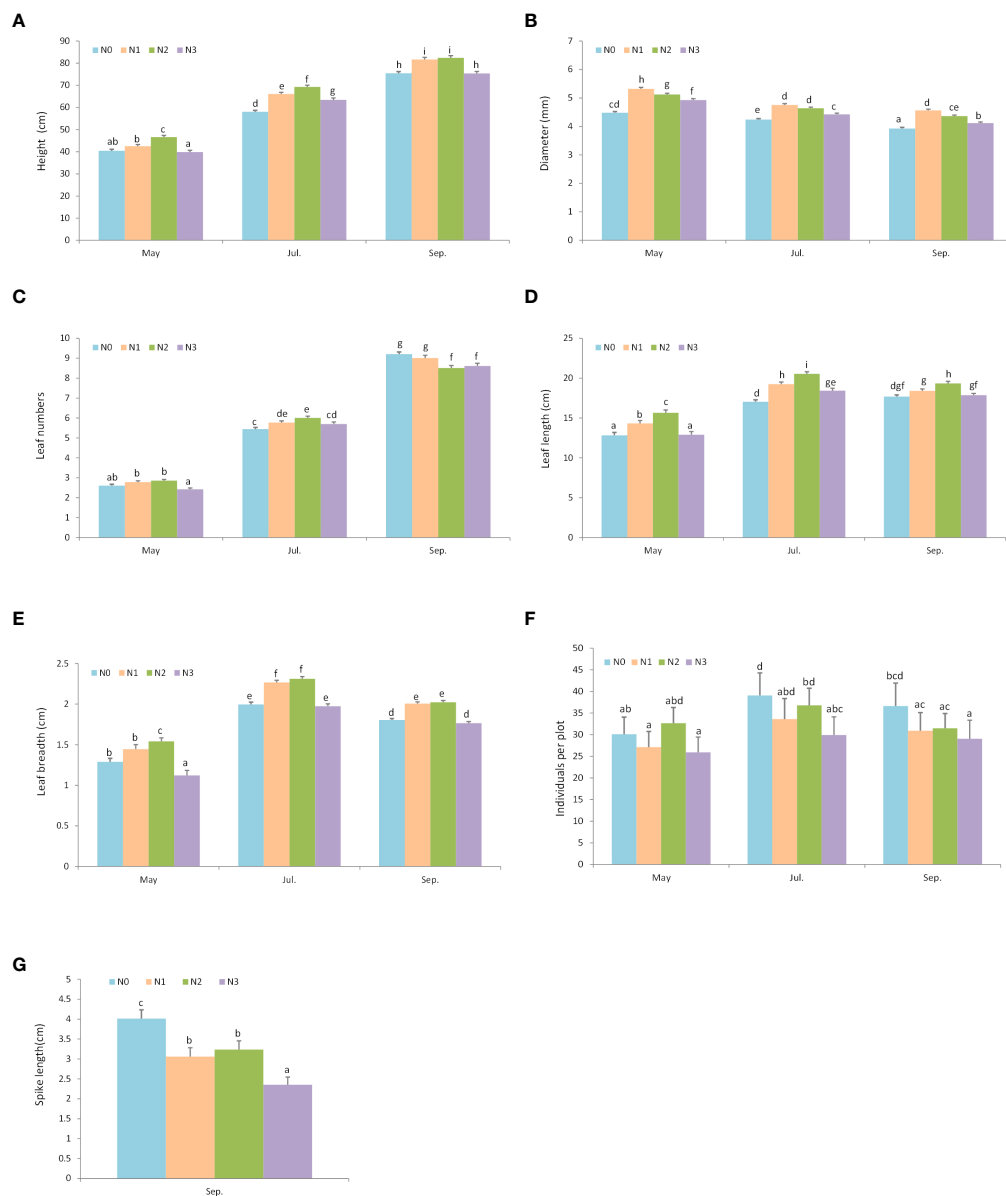 A
N0 N1 N2 N3
Height (cm)
90
80
70
60
50
40
30
20
10
0
ab b c a
d e f g
h i i h
May Jul. Sep.
B
N0 N1 N2 N3
Diameter (mm)
7
6
5
4
3
2
1
0
cd h g f
e d d c
a d ce b
May Jul. Sep.
C
N0 N1 N2 N3
Leaf numbers
10
9
8
7
6
5
4
3
2
1
0
ab b b a
c de e cd
g g f f
May Jul. Sep.
D
N0 N1 N2 N3
Leaf length (cm)
25
20
15
10
5
0
a b c a
d h i ge
dgf g h gf
May Jul. Sep.
E
N0 N1 N2 N3
Leaf breadth (cm)
2.5
2
1.5
1
0.5
0
b b c a
e f f e
d e e d
May Jul. Sep.
F
N0 N1 N2 N3
Individuals per plot
50
45
40
35
30
25
20
15
10
5
0
ab a abd a
d abd bd abc
bcd ac ac a
May Jul. Sep.
G
N0 N1 N2 N3
Spike length(cm)
5
4.5
4
3.5
3
2.5
2
1.5
1
0.5
0
c b b a
Sep.